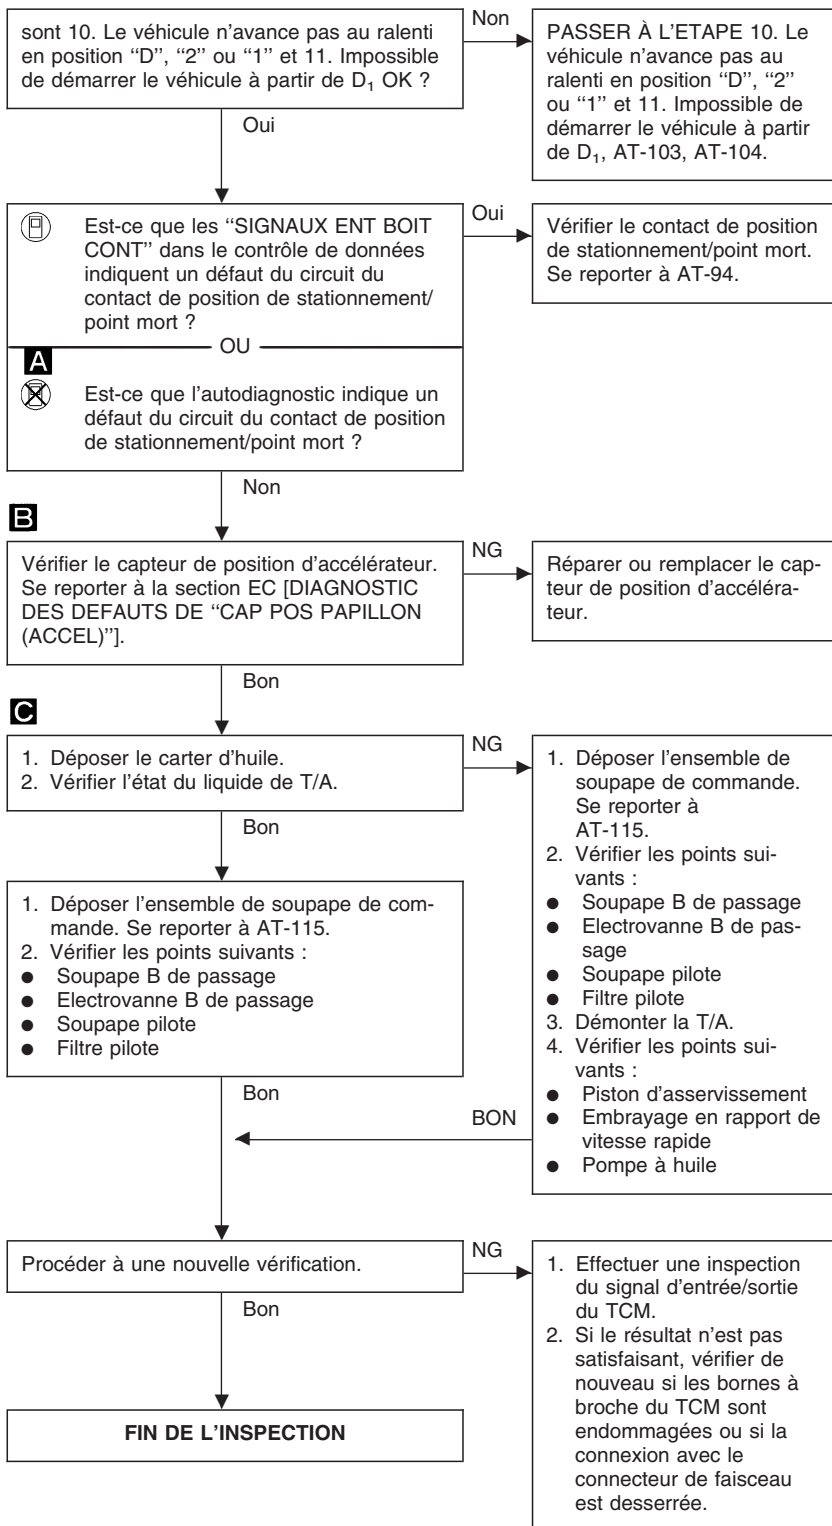 sont 10. Le véhicule n’avance pas au ralenti
en position ‘‘D’’, ‘‘2’’ ou ‘‘1’’ et 11. Impossible
de démarrer le véhicule à partir de D₁ OK ?
Non
PASSER À L’ETAPE 10. Le
véhicule n’avance pas au
ralenti en position ‘‘D’’, ‘‘2’’
ou ‘‘1’’ et 11. Impossible de
démarrer le véhicule à partir
de D₁, AT-103, AT-104.
Oui
Est-ce que les ‘‘SIGNAUX ENT BOIT
CONT’’ dans le contrôle de données
indiquent un défaut du circuit du
contact de position de stationnement/
point mort ?
Oui
Vérifier le contact de position
de stationnement/point mort.
Se reporter à AT-94.
OU
A
Est-ce que l’autodiagnostic indique un
défaut du circuit du contact de position
de stationnement/point mort ?
Non
B
Vérifier le capteur de position d’accélérateur.
Se reporter à la section EC [DIAGNOSTIC
DES DEFAUTS DE ‘‘CAP POS PAPILLON
(ACCEL)’’].
NG
Réparer ou remplacer le cap-
teur de position d’accéléra-
teur.
Bon
C
1. Déposer le carter d’huile.
2. Vérifier l’état du liquide de T/A.
NG
1. Déposer l’ensemble de
soupape de commande.
Se reporter à
AT-115.
2. Vérifier les points sui-
vants :
● Soupape B de passage
● Electrovanne B de pas-
sage
● Soupape pilote
● Filtre pilote
3. Démonter la T/A.
4. Vérifier les points sui-
vants :
● Piston d’asservissement
● Embrayage en rapport de
vitesse rapide
● Pompe à huile
Bon
1. Déposer l’ensemble de soupape de com-
mande. Se reporter à AT-115.
2. Vérifier les points suivants :
● Soupape B de passage
● Electrovanne B de passage
● Soupape pilote
● Filtre pilote
Bon
BON
Procéder à une nouvelle vérification.
NG
1. Effectuer une inspection
du signal d’entrée/sortie
du TCM.
2. Si le résultat n’est pas
satisfaisant, vérifier de
nouveau si les bornes à
broche du TCM sont
endommagées ou si la
connexion avec le
connecteur de faisceau
est desserrée.
Bon
FIN DE L’INSPECTION